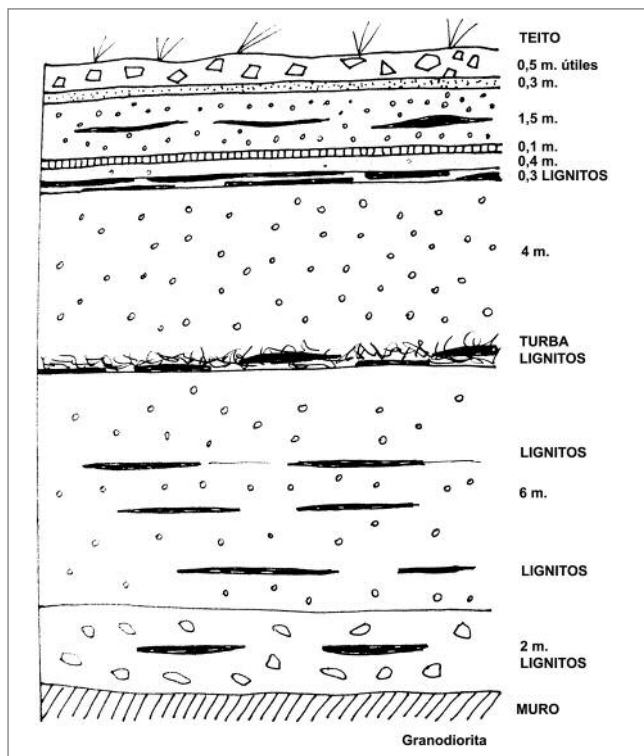 TEITO
0,5 m. útiles
0,3 m.
1,5 m.
0,1 m.
0,4 m.
0,3 LIGNITOS
4 m.
TURBA
LIGNITOS
LIGNITOS
6 m.
LIGNITOS
2 m.
LIGNITOS
MURO
Granodiorita